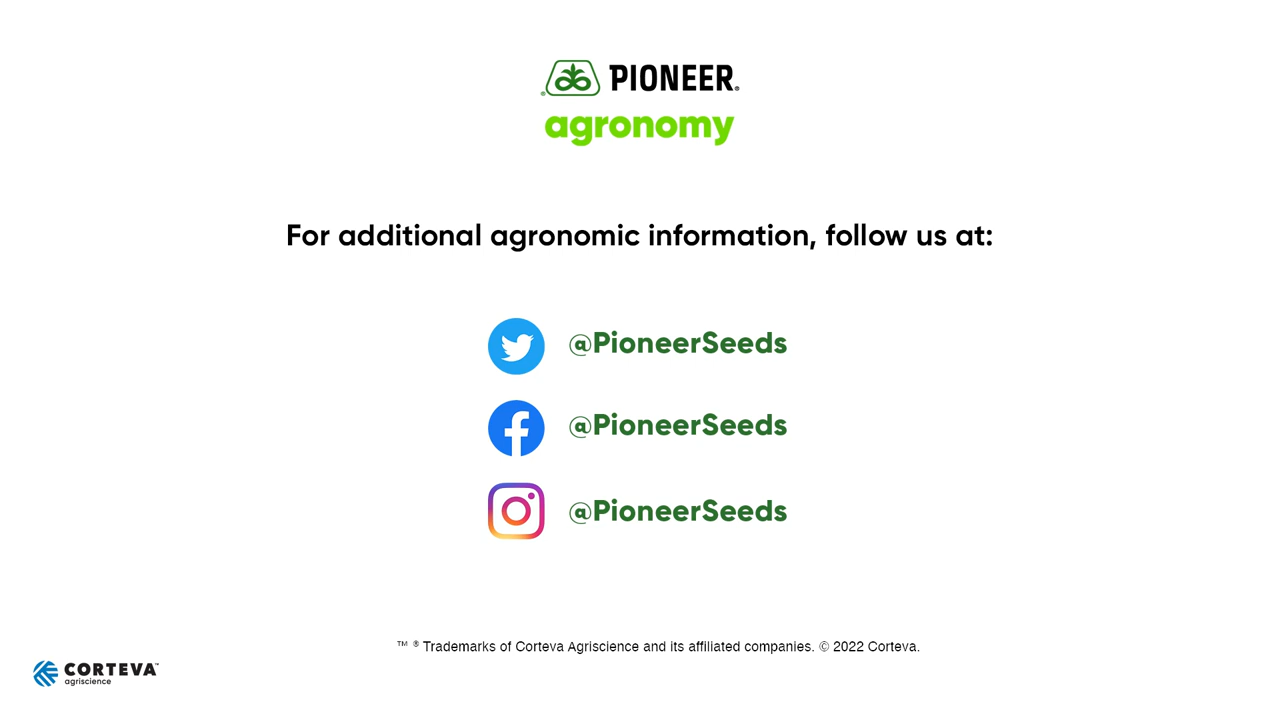 PIONEER®
agronomy
For additional agronomic information, follow us at:
@PioneerSeeds
@PioneerSeeds
@PioneerSeeds
™ ® Trademarks of Corteva Agriscience and its affiliated companies. © 2022 Corteva.
CORTEVA™
agriscience